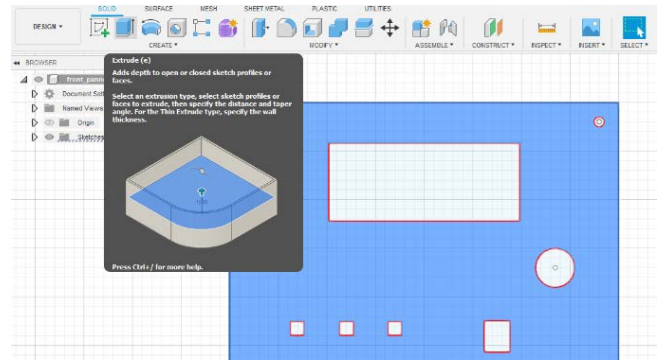 SOLID SURFACE MESH SHEET METAL PLASTIC UTILITIES
DESIGN
CREATE MODIFY ASSEMBLE CONSTRUCT INSPECT INSERT SELECT
BROWSER
Extrude (e)
Adds depth to open or closed sketch profiles or
faces.
Select an extrusion type, select sketch profiles or
faces to extrude, then specify the distance and taper
angle. For the Thin Extrude type, specify the wall
thickness.
front_pann
Document Sett
Named Views
Origin
Sketches
Press Ctrl+/ for more help.